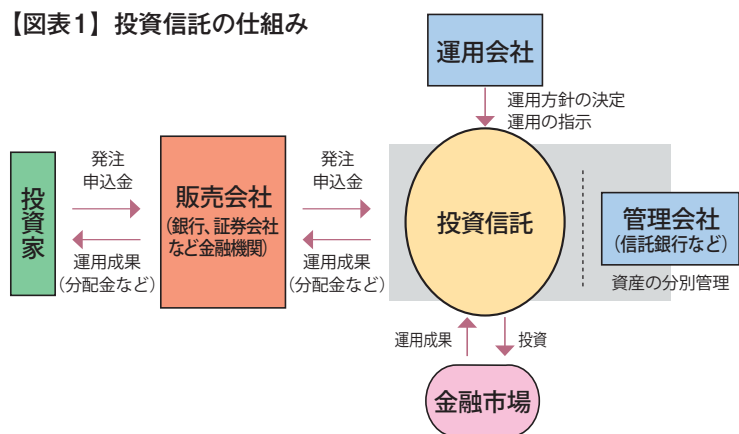 【図表1】投資信託の仕組み
運用会社
運用方針の決定
運用の指示
投資家
発注
申込金
運用成果
(分配金など)
販売会社
(銀行、証券会社
など金融機関)
発注
申込金
運用成果
(分配金など)
投資信託
管理会社
(信託銀行など)
資産の分別管理
運用成果
投資
金融市場